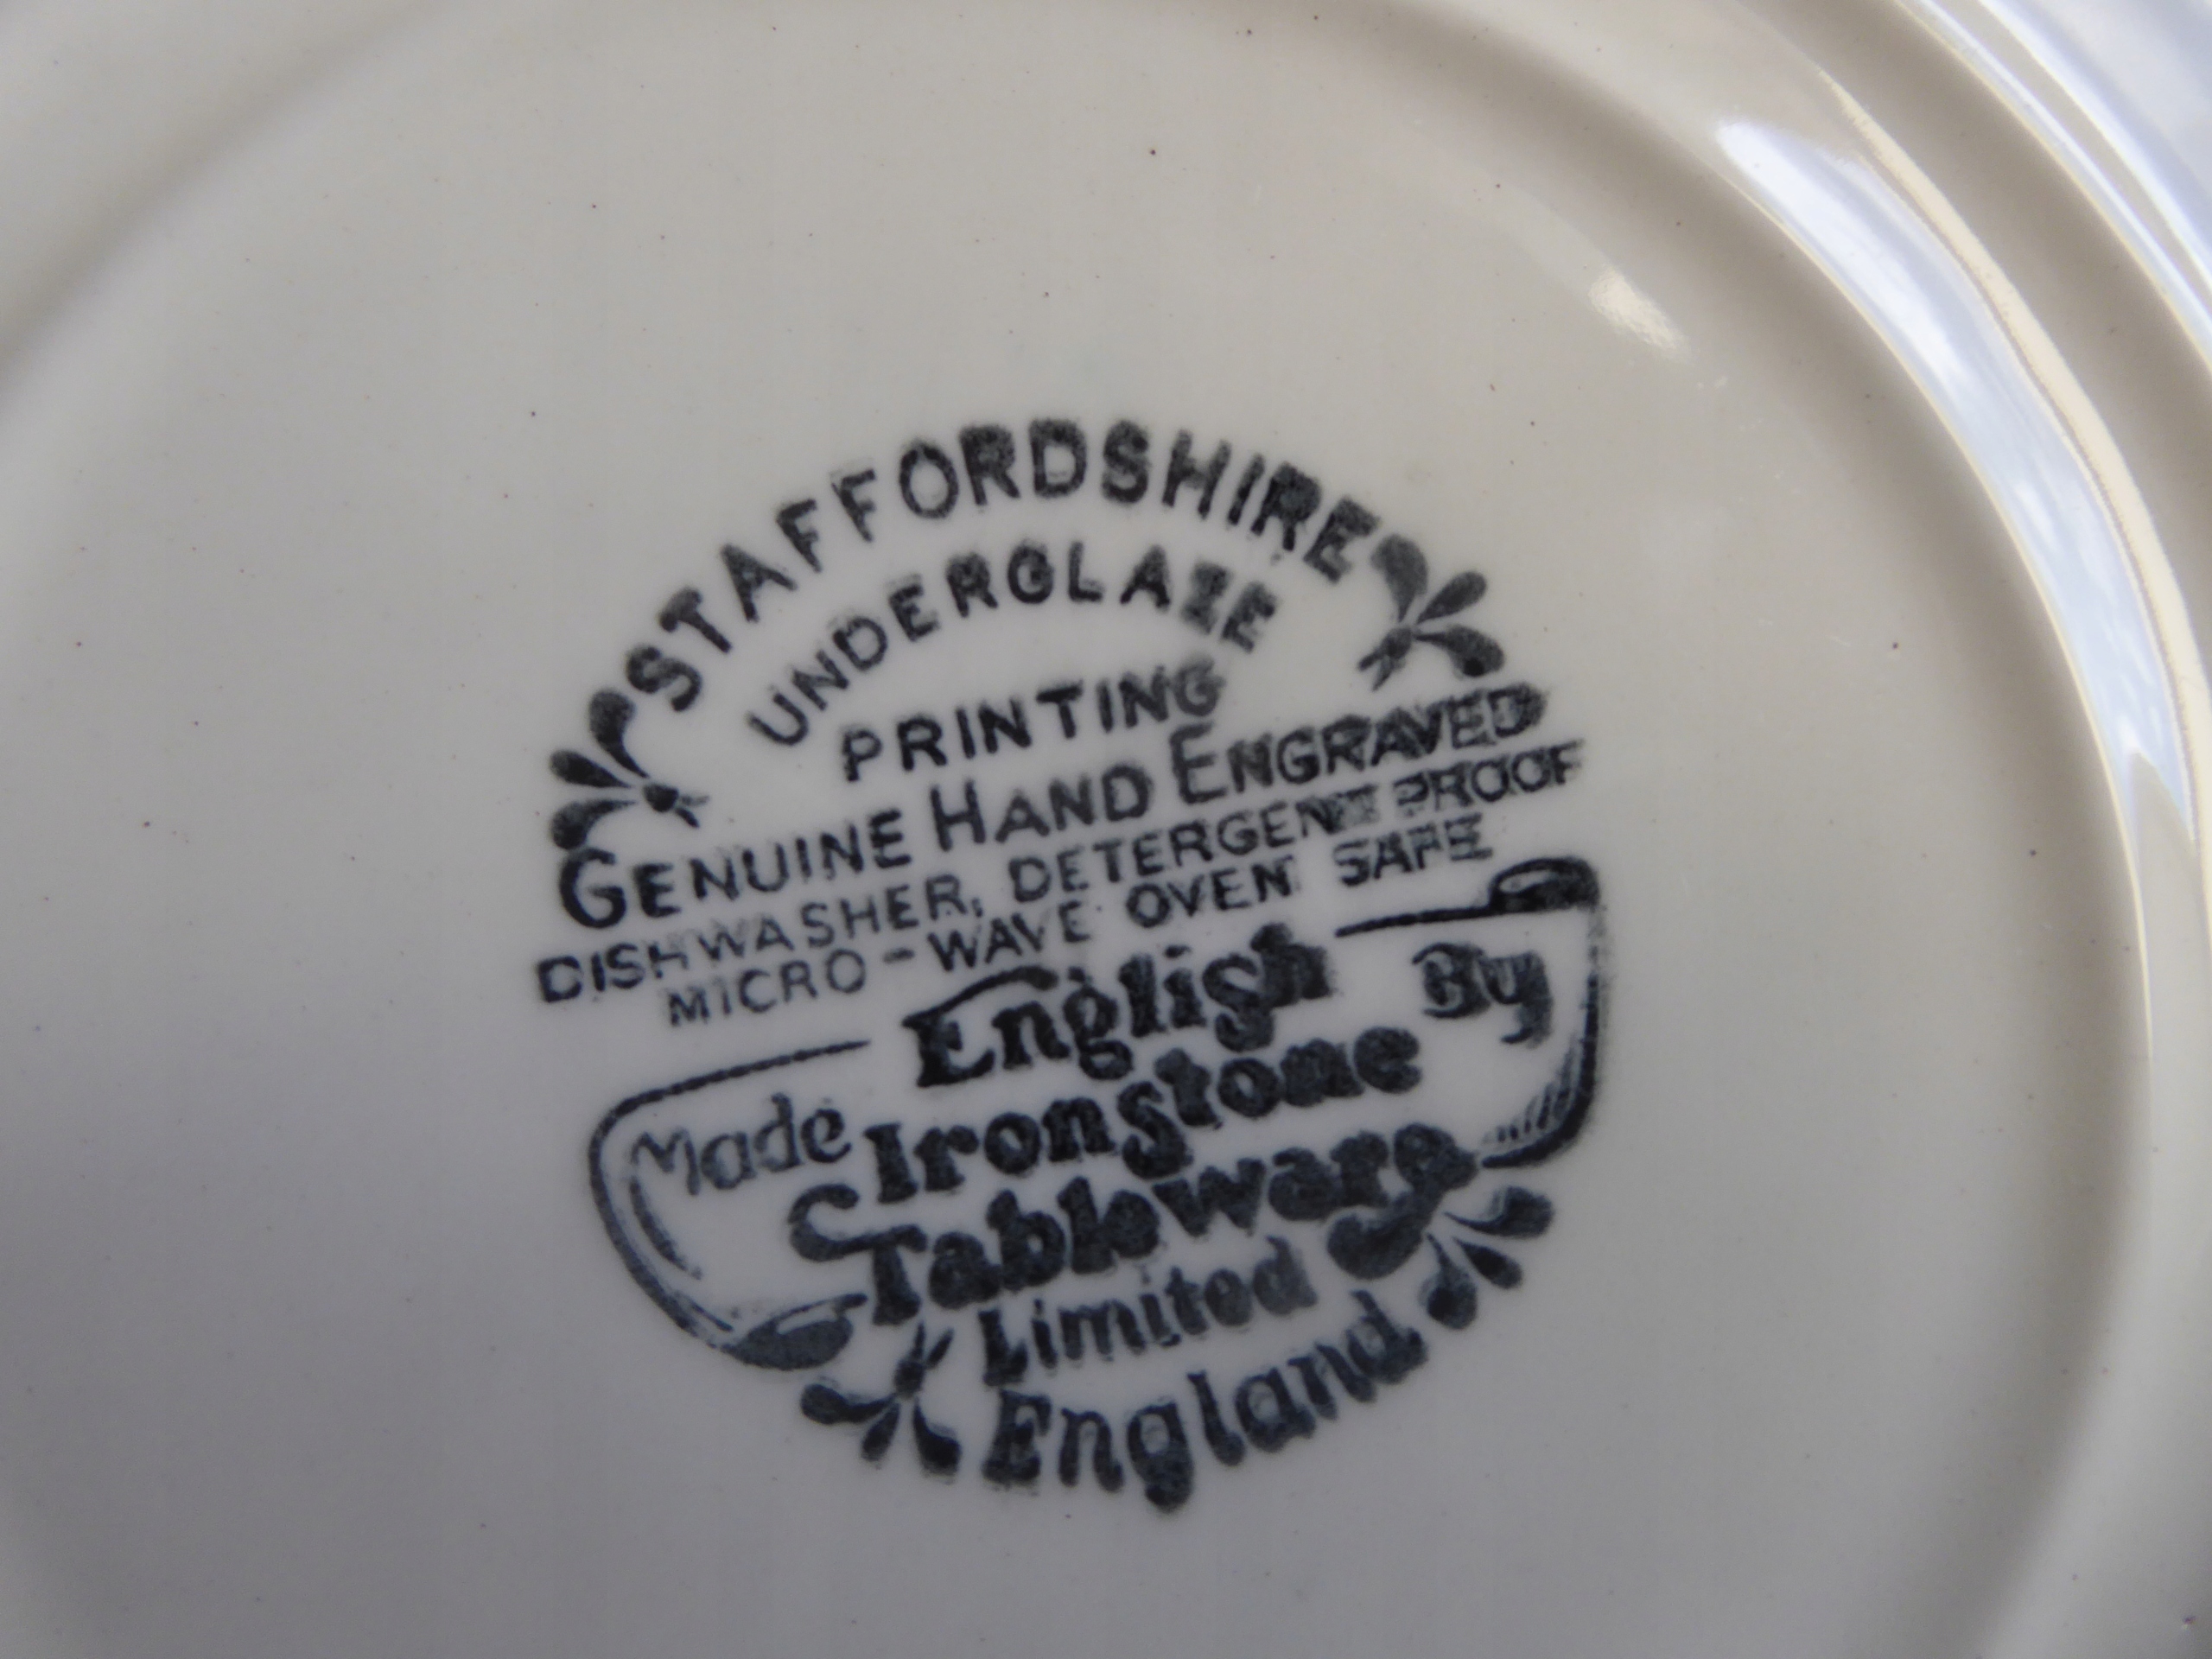 STAFFORDSHIRE
UNDERGLAZE
PRINTING
GENUINE HAND ENGRAVED
DISHWASHER, DETERGENT PROOF
MICRO-WAVE OVEN SAFE
Made English By
Ironstone
Tableware
Limited
England